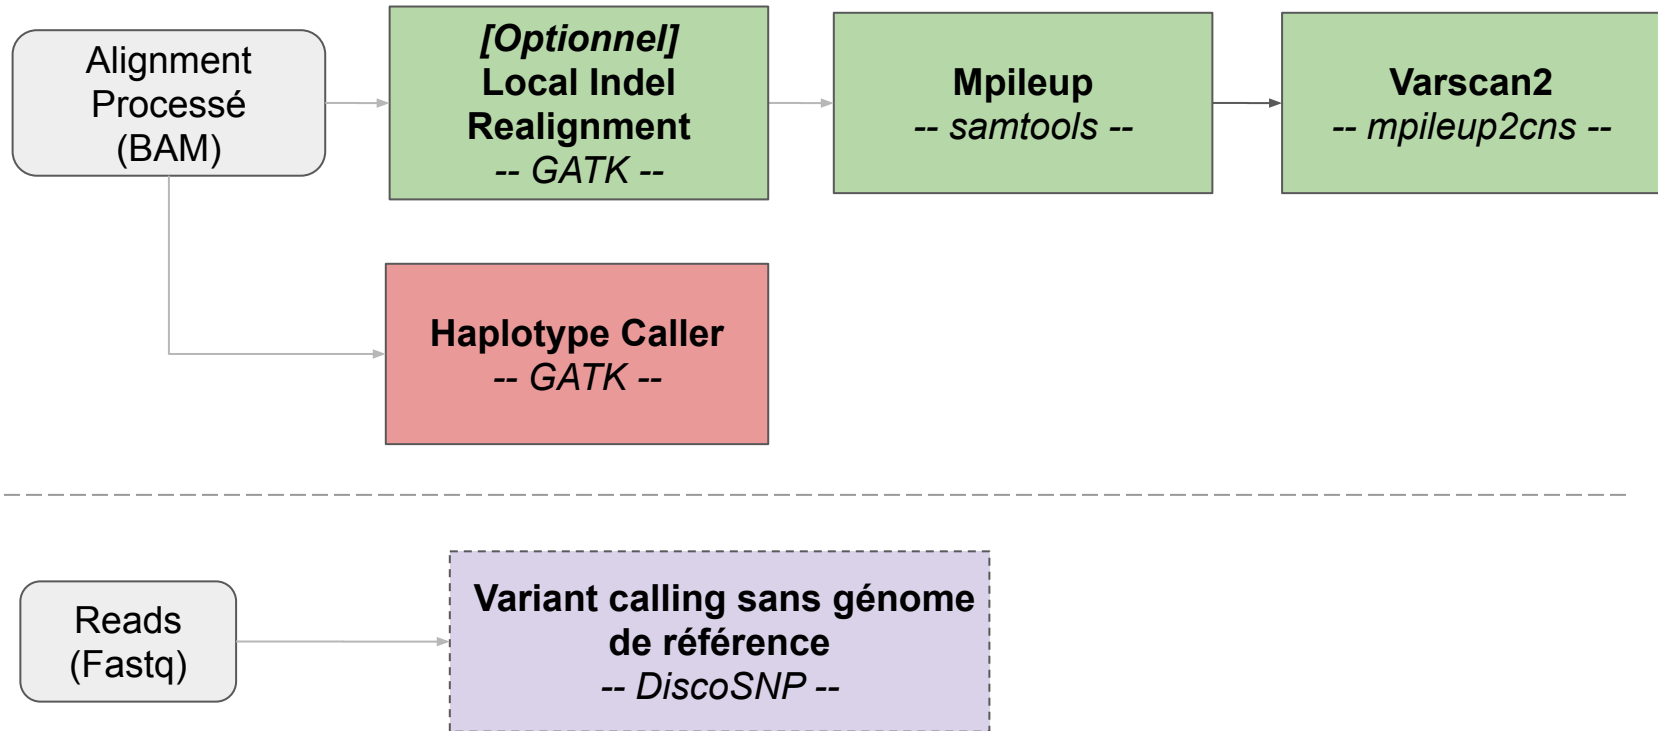 Alignment
Processé
(BAM)
[Optionnel]
Local Indel
Realignment
-- GATK --
Mpileup
-- samtools --
Varscan2
-- mpileup2cns --
Haplotype Caller
-- GATK --
Reads
(Fastq)
Variant calling sans génome
de référence
-- DiscoSNP --